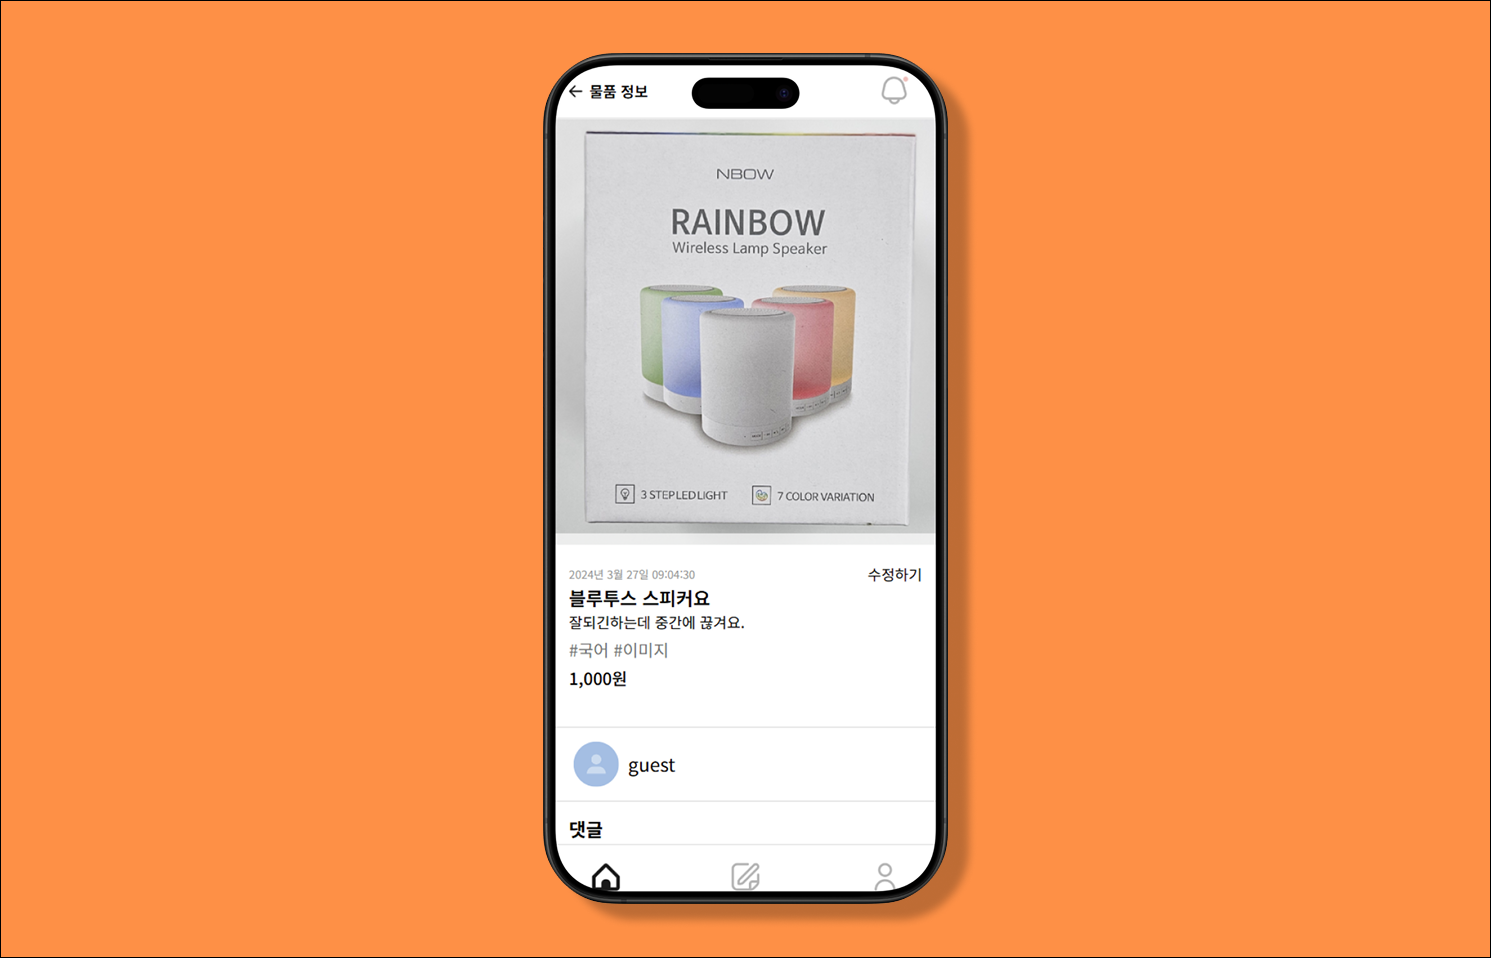 물품 정보
NBOW
RAINBOW
Wireless Lamp Speaker
3 STEP LED LIGHT
7 COLOR VARIATION
2024년 3월 27일 09:04:30
수정하기
블루투스 스피커요
잘되긴하는데 중간에 끊겨요.
#국어 #이미지
1,000원
guest
댓글